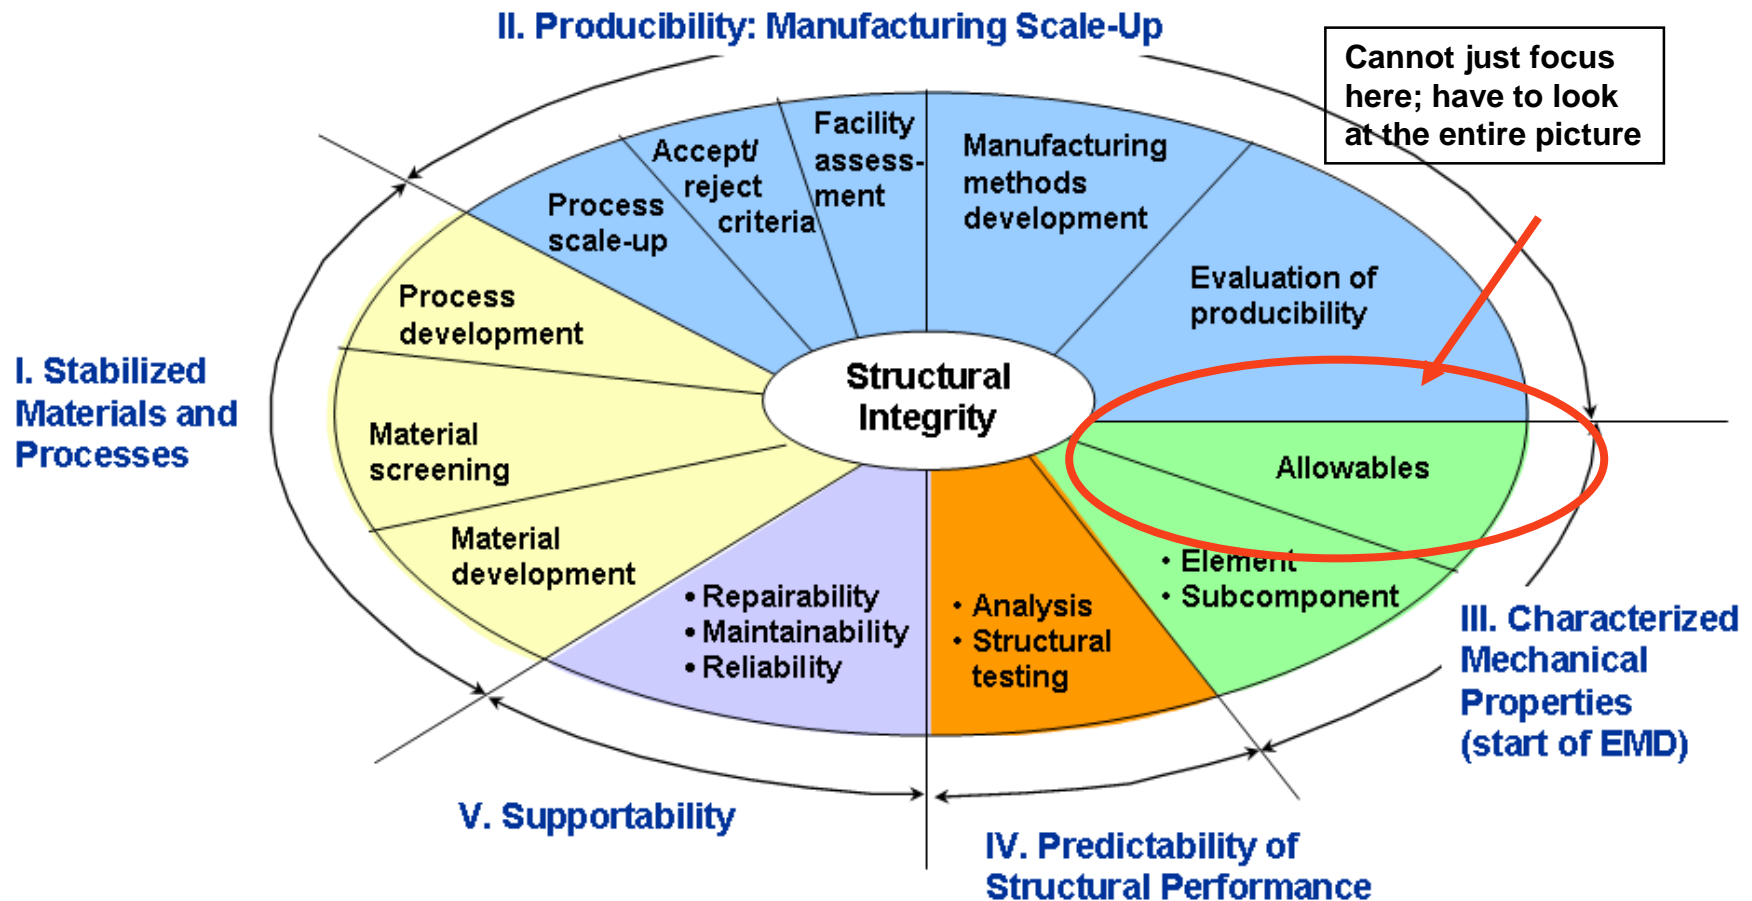 II. Producibility: Manufacturing Scale-Up
Cannot just focus
here; have to look
at the entire picture
Facility
assess-
ment
Accept/
reject
criteria
Manufacturing
methods
development
Process
scale-up
Evaluation of
producibility
Process
development
Structural
Integrity
I. Stabilized
Materials and
Processes
Material
screening
Allowables
Material
development
• Element
• Subcomponent
• Repairability
• Maintainability
• Reliability
• Analysis
• Structural
testing
III. Characterized
Mechanical
Properties
(start of EMD)
V. Supportability
IV. Predictability of
Structural Performance